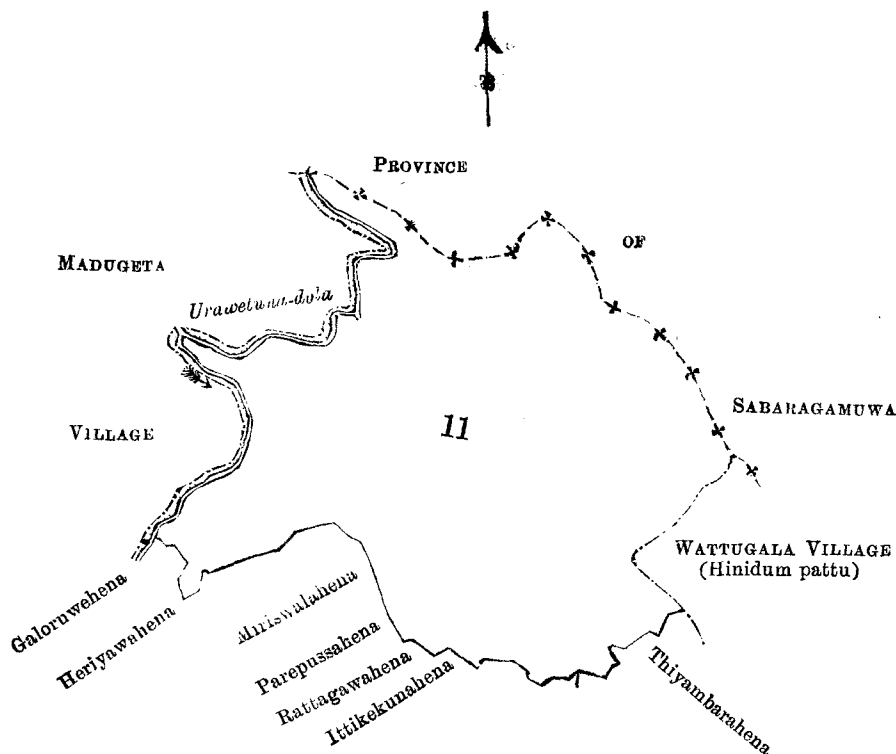 PROVINCE
OF
MADUGETA
Urawetuna-dola
SABARAGAMUWA
VILLAGE
11
WATTUGALA VILLAGE
(Hinidum pattu)
Galoruwehena
Heriyawahena
Miriswalahena
Parepussahena
Rattagawahena
Ittikekunahena
Thiyambarahena